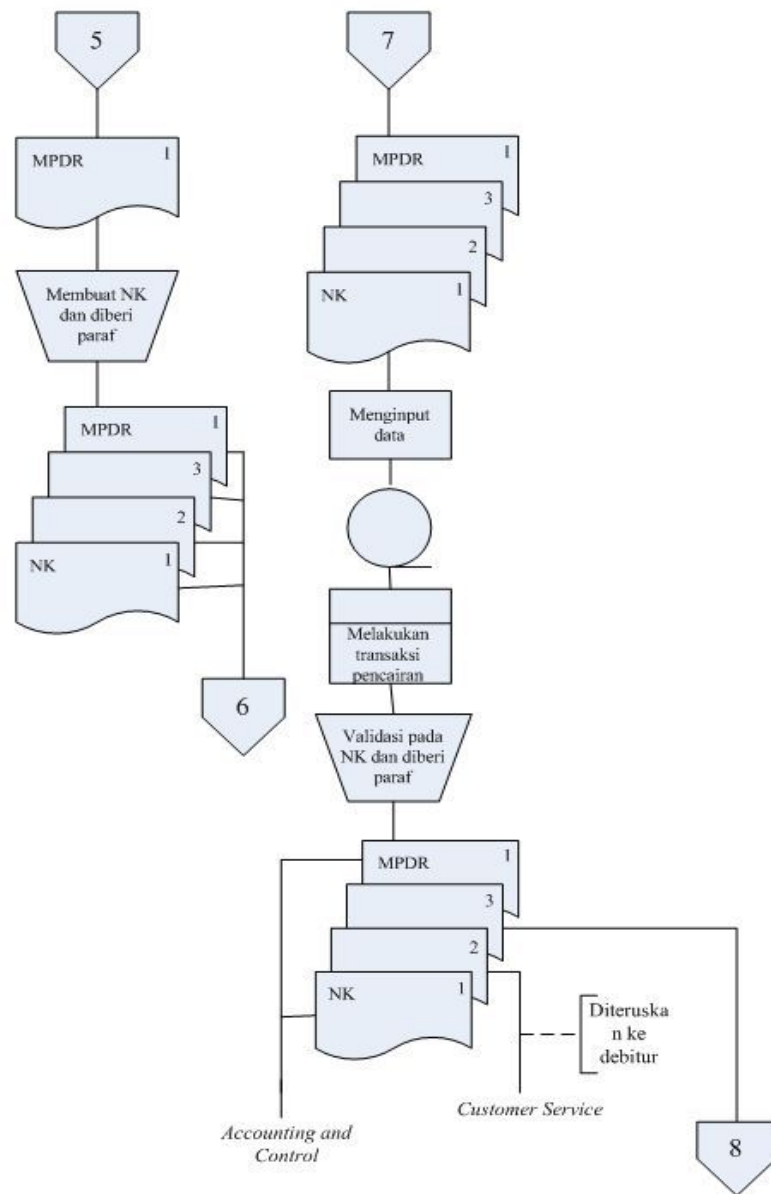 5
MPDR 1
Membuat NK
dan diberi
paraf
MPDR 1
3
2
NK 1
6
7
MPDR 1
3
2
NK 1
Menginput
data
Melakukan
transaksi
pencairan
Validasi pada
NK dan diberi
paraf
MPDR 1
3
2
NK 1
Diteruska
n ke
debitur
Accounting and
Control
Customer Service
8